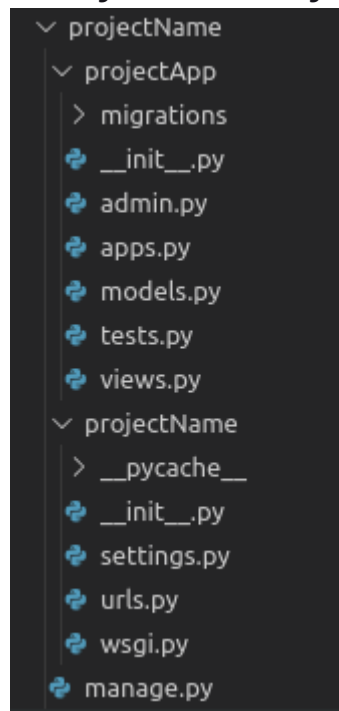 projectName
projectApp
migrations
__init__.py
admin.py
apps.py
models.py
tests.py
views.py
projectName
__pycache__
__init__.py
settings.py
urls.py
wsgi.py
manage.py